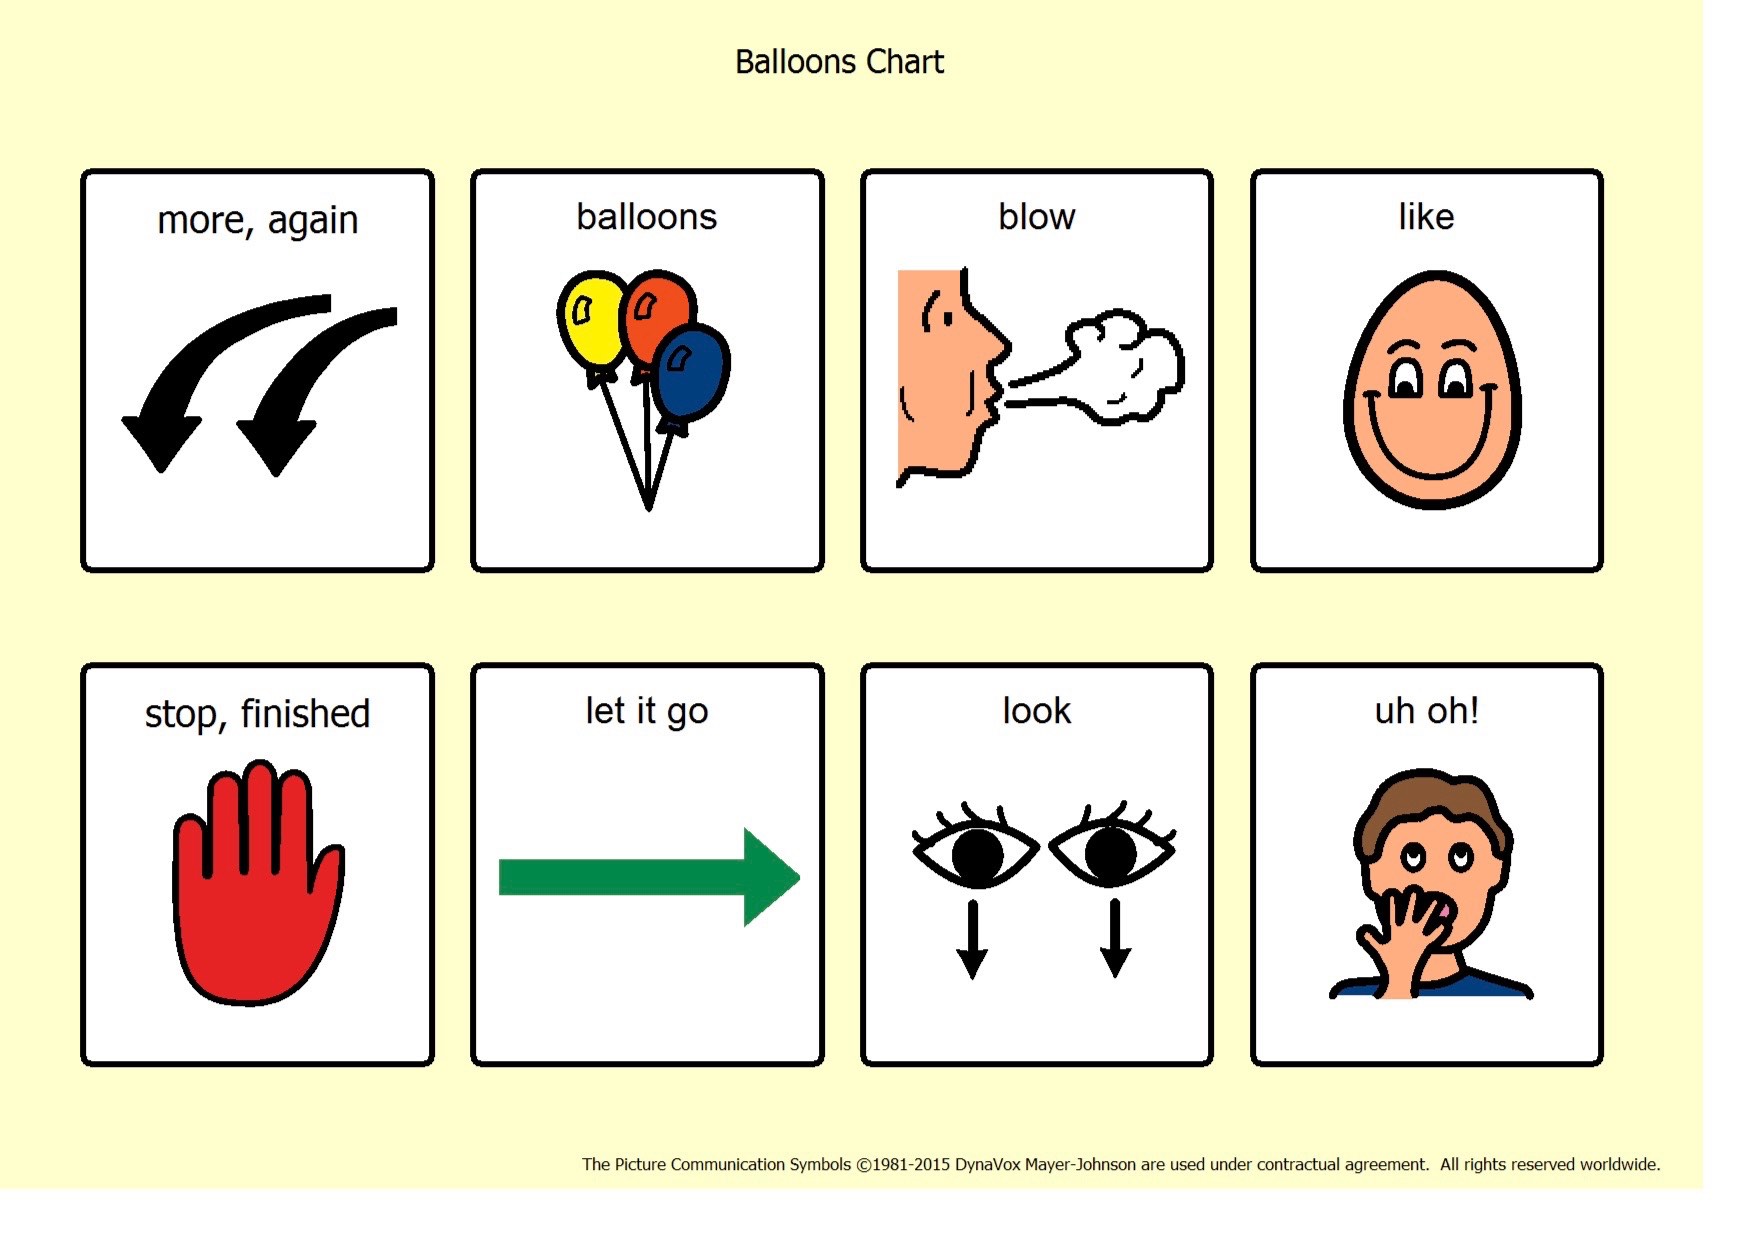 Balloons Chart
more, again
balloons
blow
like
stop, finished
let it go
look
uh oh!
The Picture Communication Symbols ©1981-2015 DynaVox Mayer-Johnson are used under contractual agreement.  All rights reserved worldwide.